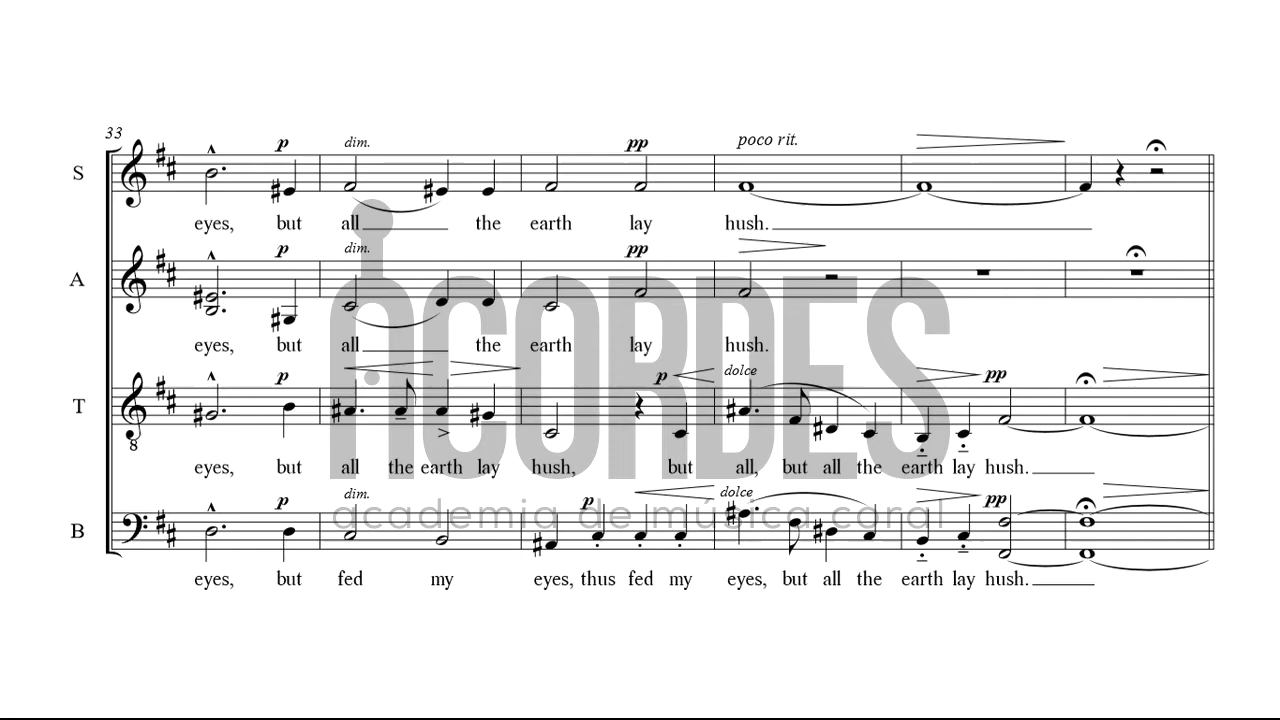 33
p dim. pp poco rit.
S
eyes, but all the earth lay hush.
p dim. pp
A
eyes, but all the earth lay hush.
p p dolce pp
T
8
eyes, but all the earth lay hush, but all, but all the earth lay hush.
p dim. p dolce pp
B
eyes, but fed my eyes, thus fed my eyes, but all the earth lay hush.
ACORDES
academia de música coral